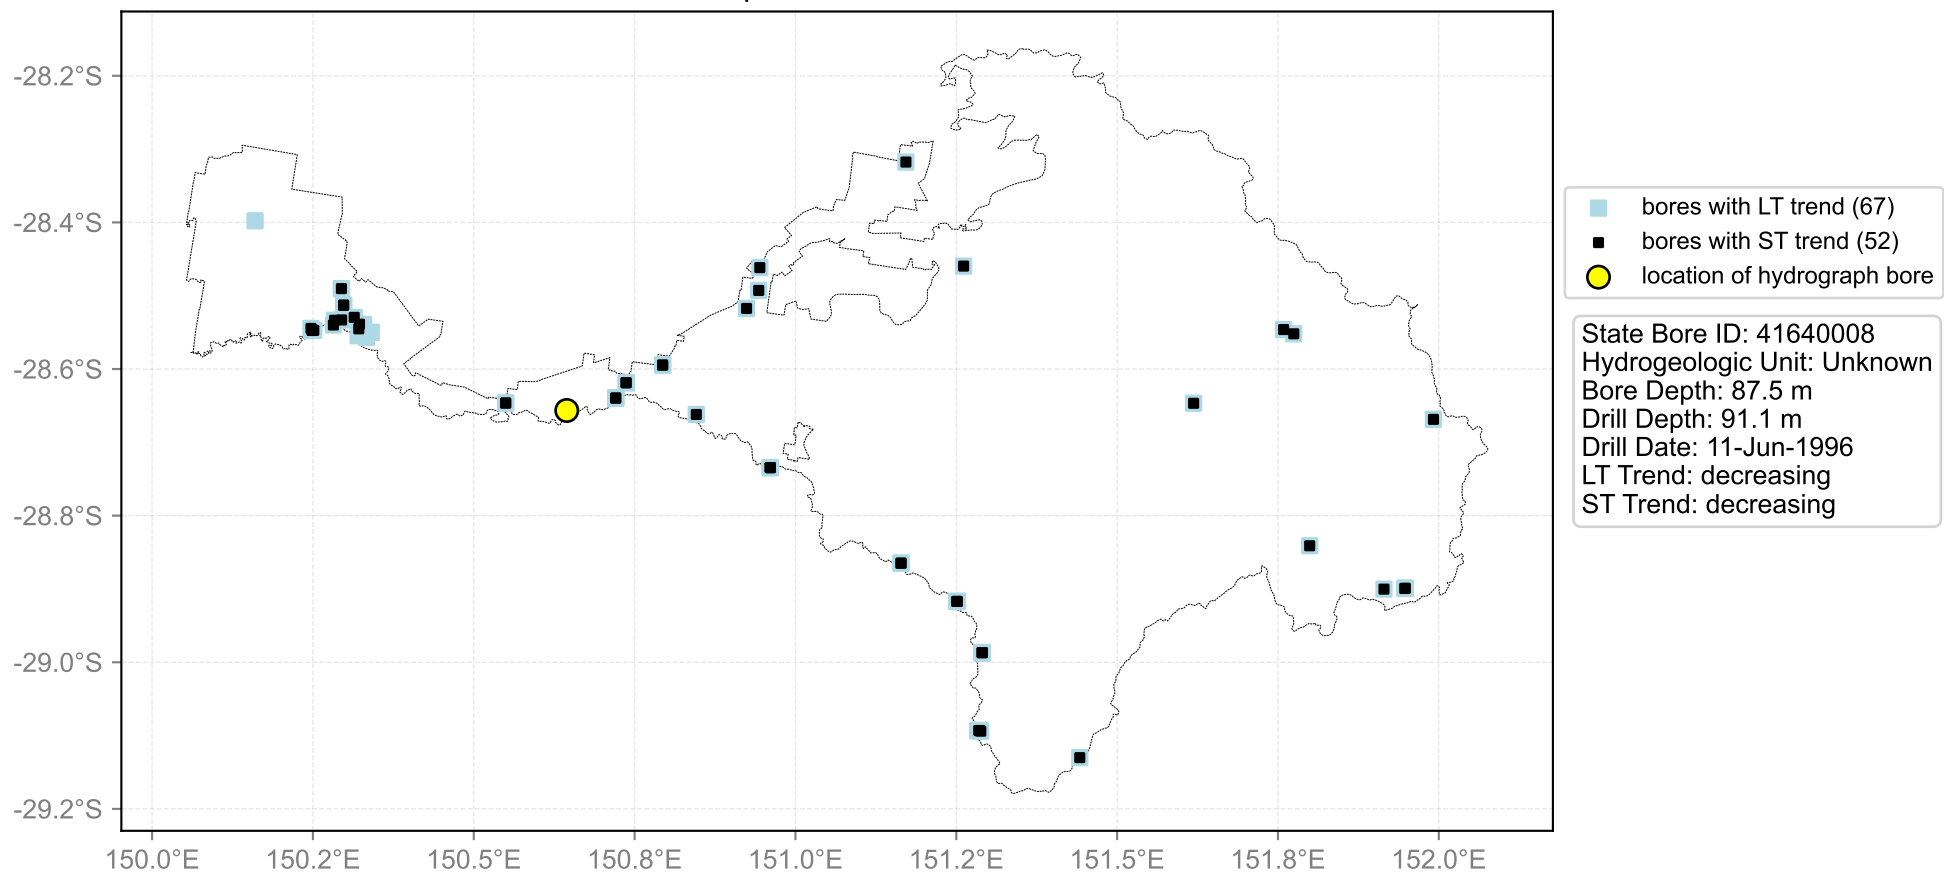 -28.2°S
-28.4°S
-28.6°S
-28.8°S
-29.0°S
-29.2°S
150.0°E
150.2°E
150.5°E
150.8°E
151.0°E
151.2°E
151.5°E
151.8°E
152.0°E
bores with LT trend (67)
bores with ST trend (52)
location of hydrograph bore
State Bore ID: 41640008
Hydrogeologic Unit: Unknown
Bore Depth: 87.5 m
Drill Depth: 91.1 m
Drill Date: 11-Jun-1996
LT Trend: decreasing
ST Trend: decreasing